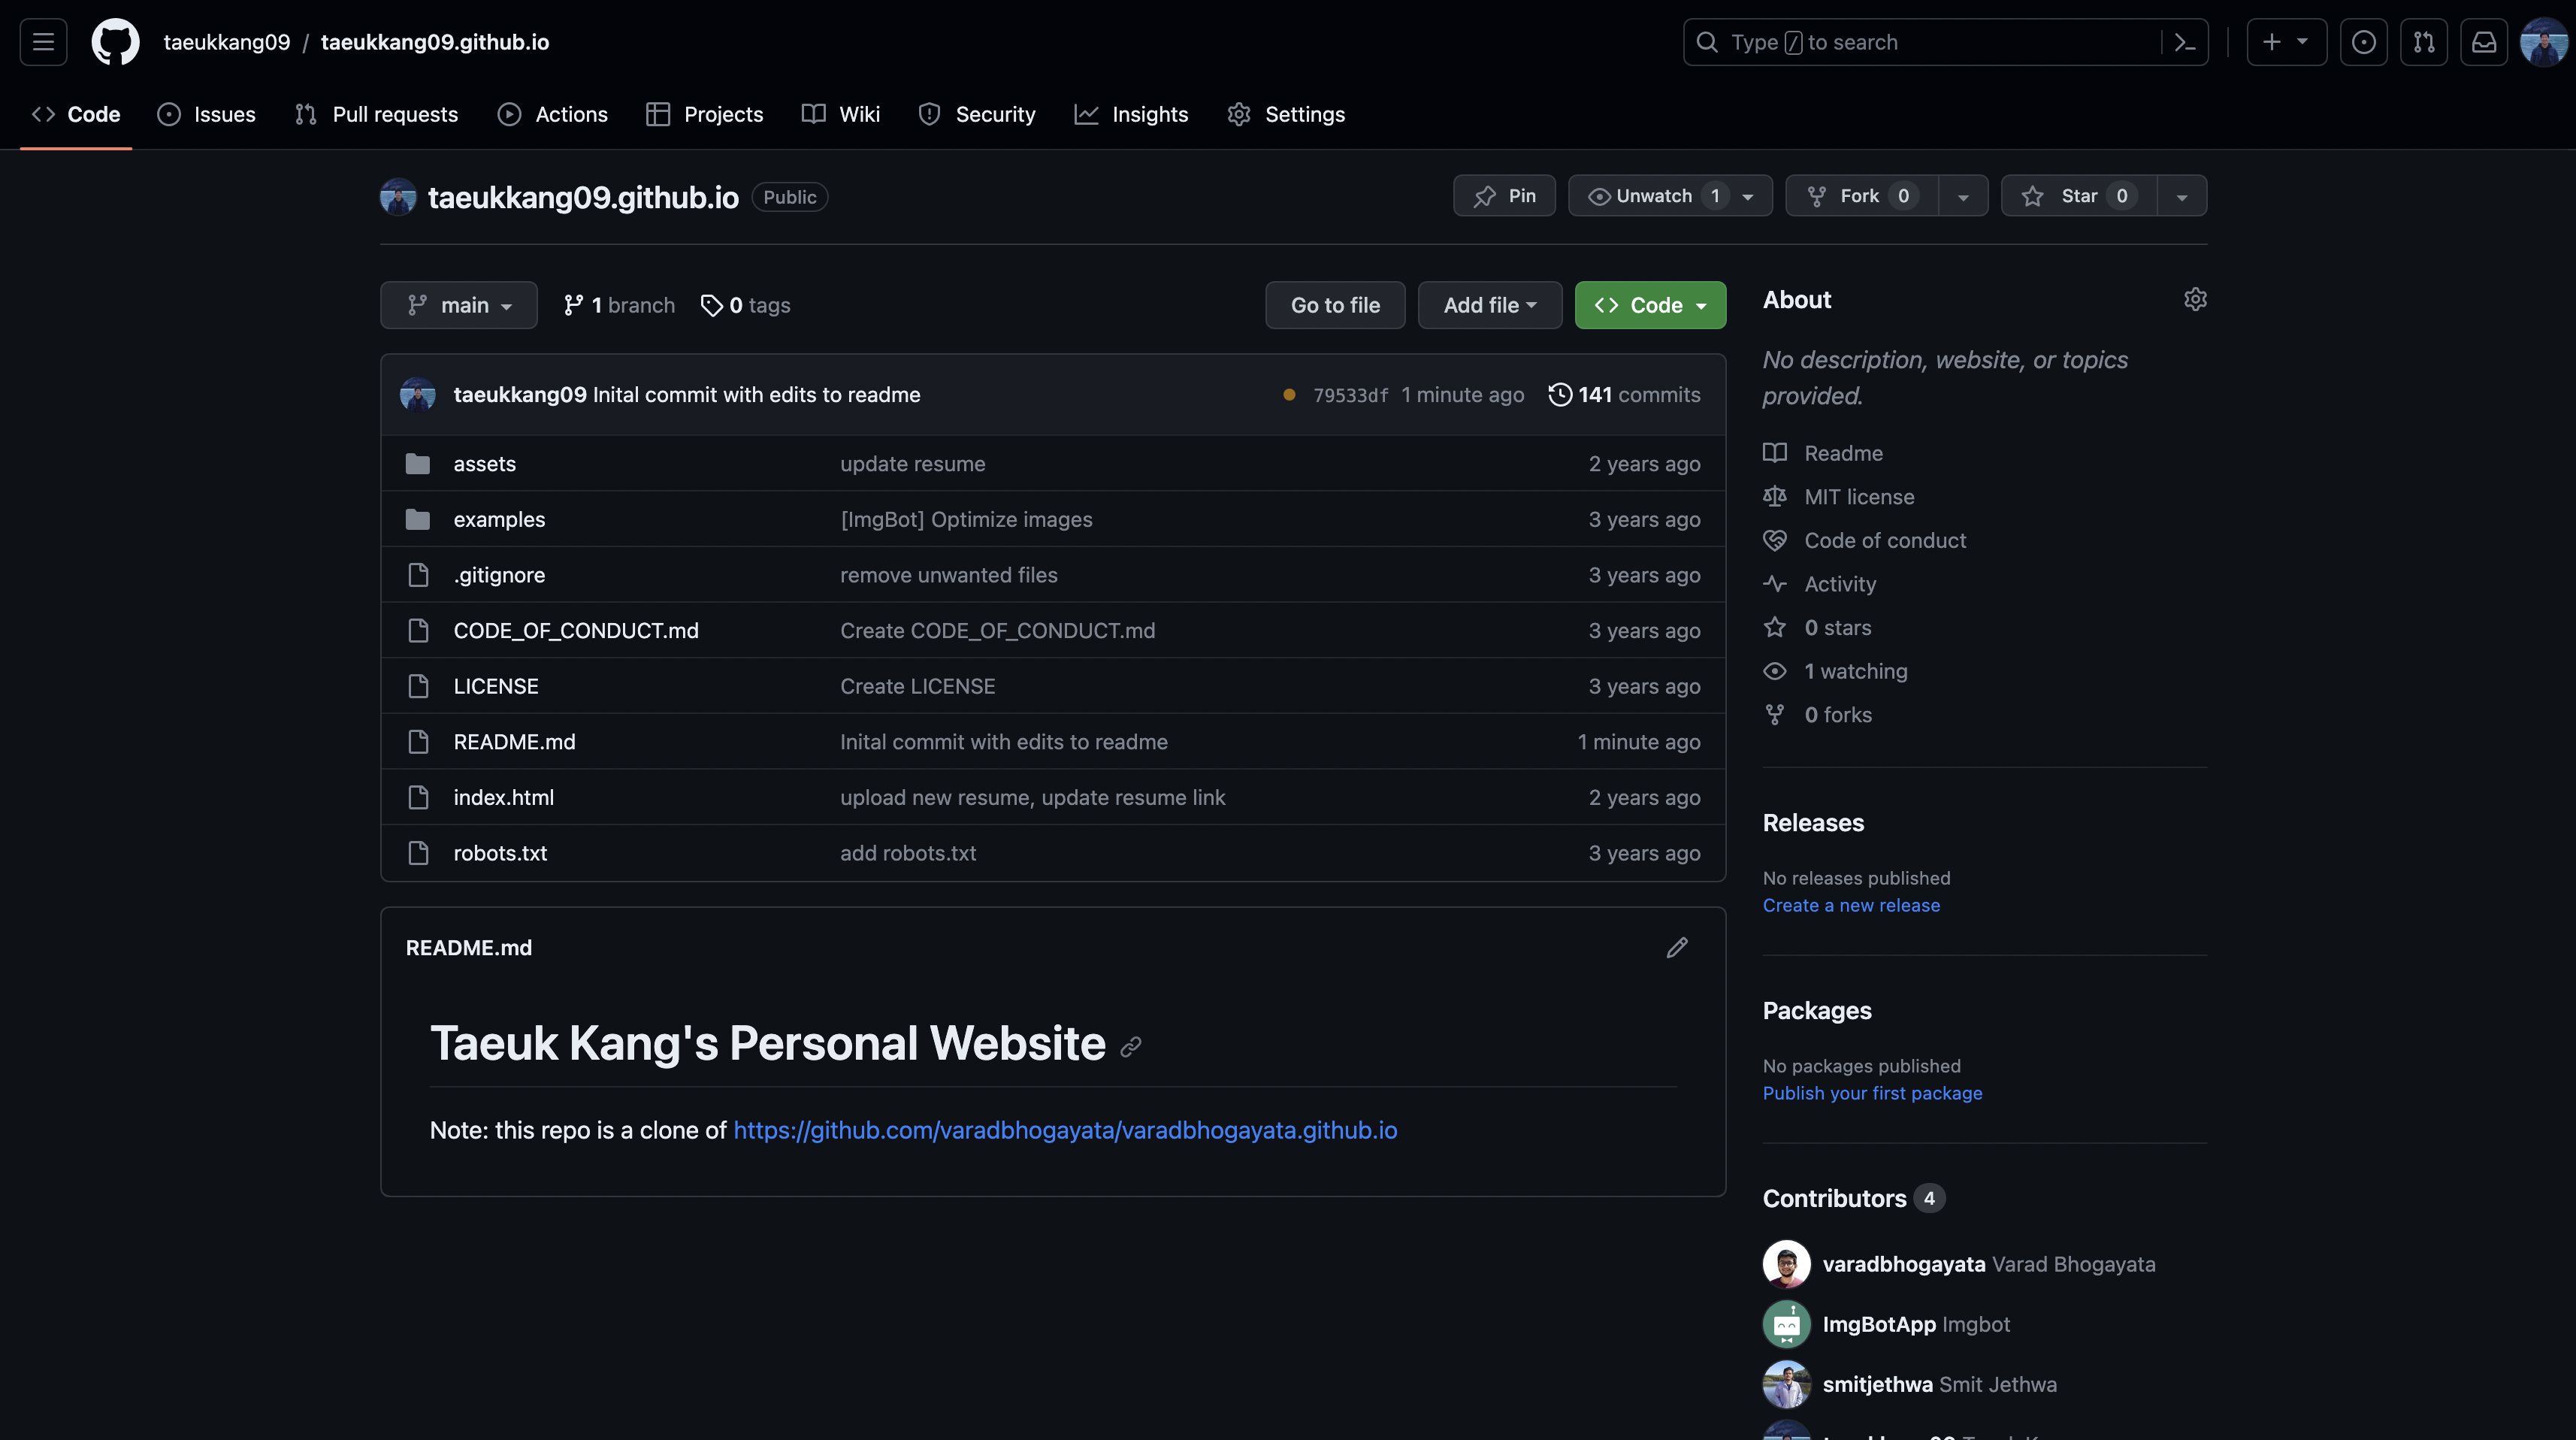 taeukkang09 / taeukkang09.github.io
Type / to search
Code
Issues
Pull requests
Actions
Projects
Wiki
Security
Insights
Settings
taeukkang09.github.io Public
Pin
Unwatch 1
Fork 0
Star 0
main
1 branch
0 tags
Go to file
Add file
Code
taeukkang09 Inital commit with edits to readme 79533df 1 minute ago 141 commits
assets update resume 2 years ago
examples [ImgBot] Optimize images 3 years ago
.gitignore remove unwanted files 3 years ago
CODE_OF_CONDUCT.md Create CODE_OF_CONDUCT.md 3 years ago
LICENSE Create LICENSE 3 years ago
README.md Inital commit with edits to readme 1 minute ago
index.html upload new resume, update resume link 2 years ago
robots.txt add robots.txt 3 years ago
README.md
Taeuk Kang's Personal Website
Note: this repo is a clone of https://github.com/varadbhogayata/varadbhogayata.github.io
About
No description, website, or topics
provided.
Readme
MIT license
Code of conduct
Activity
0 stars
1 watching
0 forks
Releases
No releases published
Create a new release
Packages
No packages published
Publish your first package
Contributors 4
varadbhogayata Varad Bhogayata
ImgBotApp Imgbot
smitjethwa Smit Jethwa